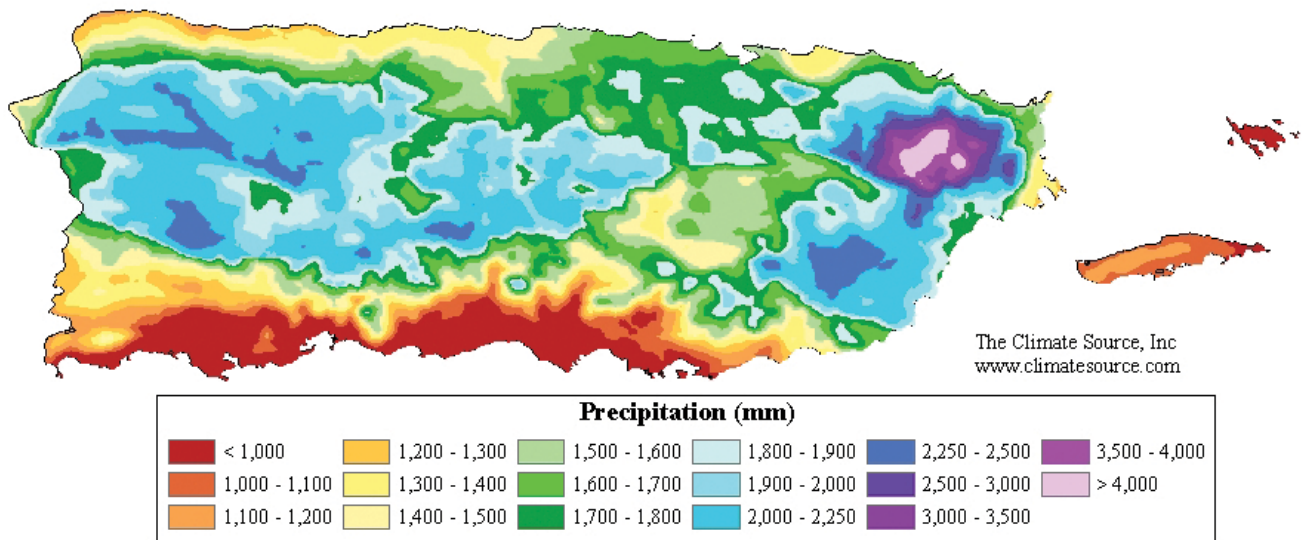 The Climate Source, Inc
www.climatesource.com
Precipitation (mm)
< 1,000 1,200 - 1,300 1,500 - 1,600 1,800 - 1,900 2,250 - 2,500 3,500 - 4,000
1,000 - 1,100 1,300 - 1,400 1,600 - 1,700 1,900 - 2,000 2,500 - 3,000 > 4,000
1,100 - 1,200 1,400 - 1,500 1,700 - 1,800 2,000 - 2,250 3,000 - 3,500